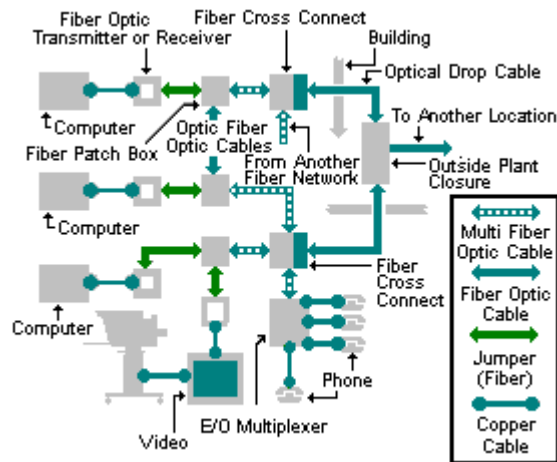 Fiber Optic
Transmitter or Receiver
Fiber Cross Connect
Building
Optical Drop Cable
To Another Location
Computer
Fiber Patch Box
Optic Fiber
Optic Cables
From Another
Fiber Network
Outside Plant
Closure
Computer
Multi Fiber
Optic Cable
Fiber
Cross
Connect
Fiber Optic
Cable
Computer
Jumper
(Fiber)
Phone
Video
E/O Multiplexer
Copper
Cable